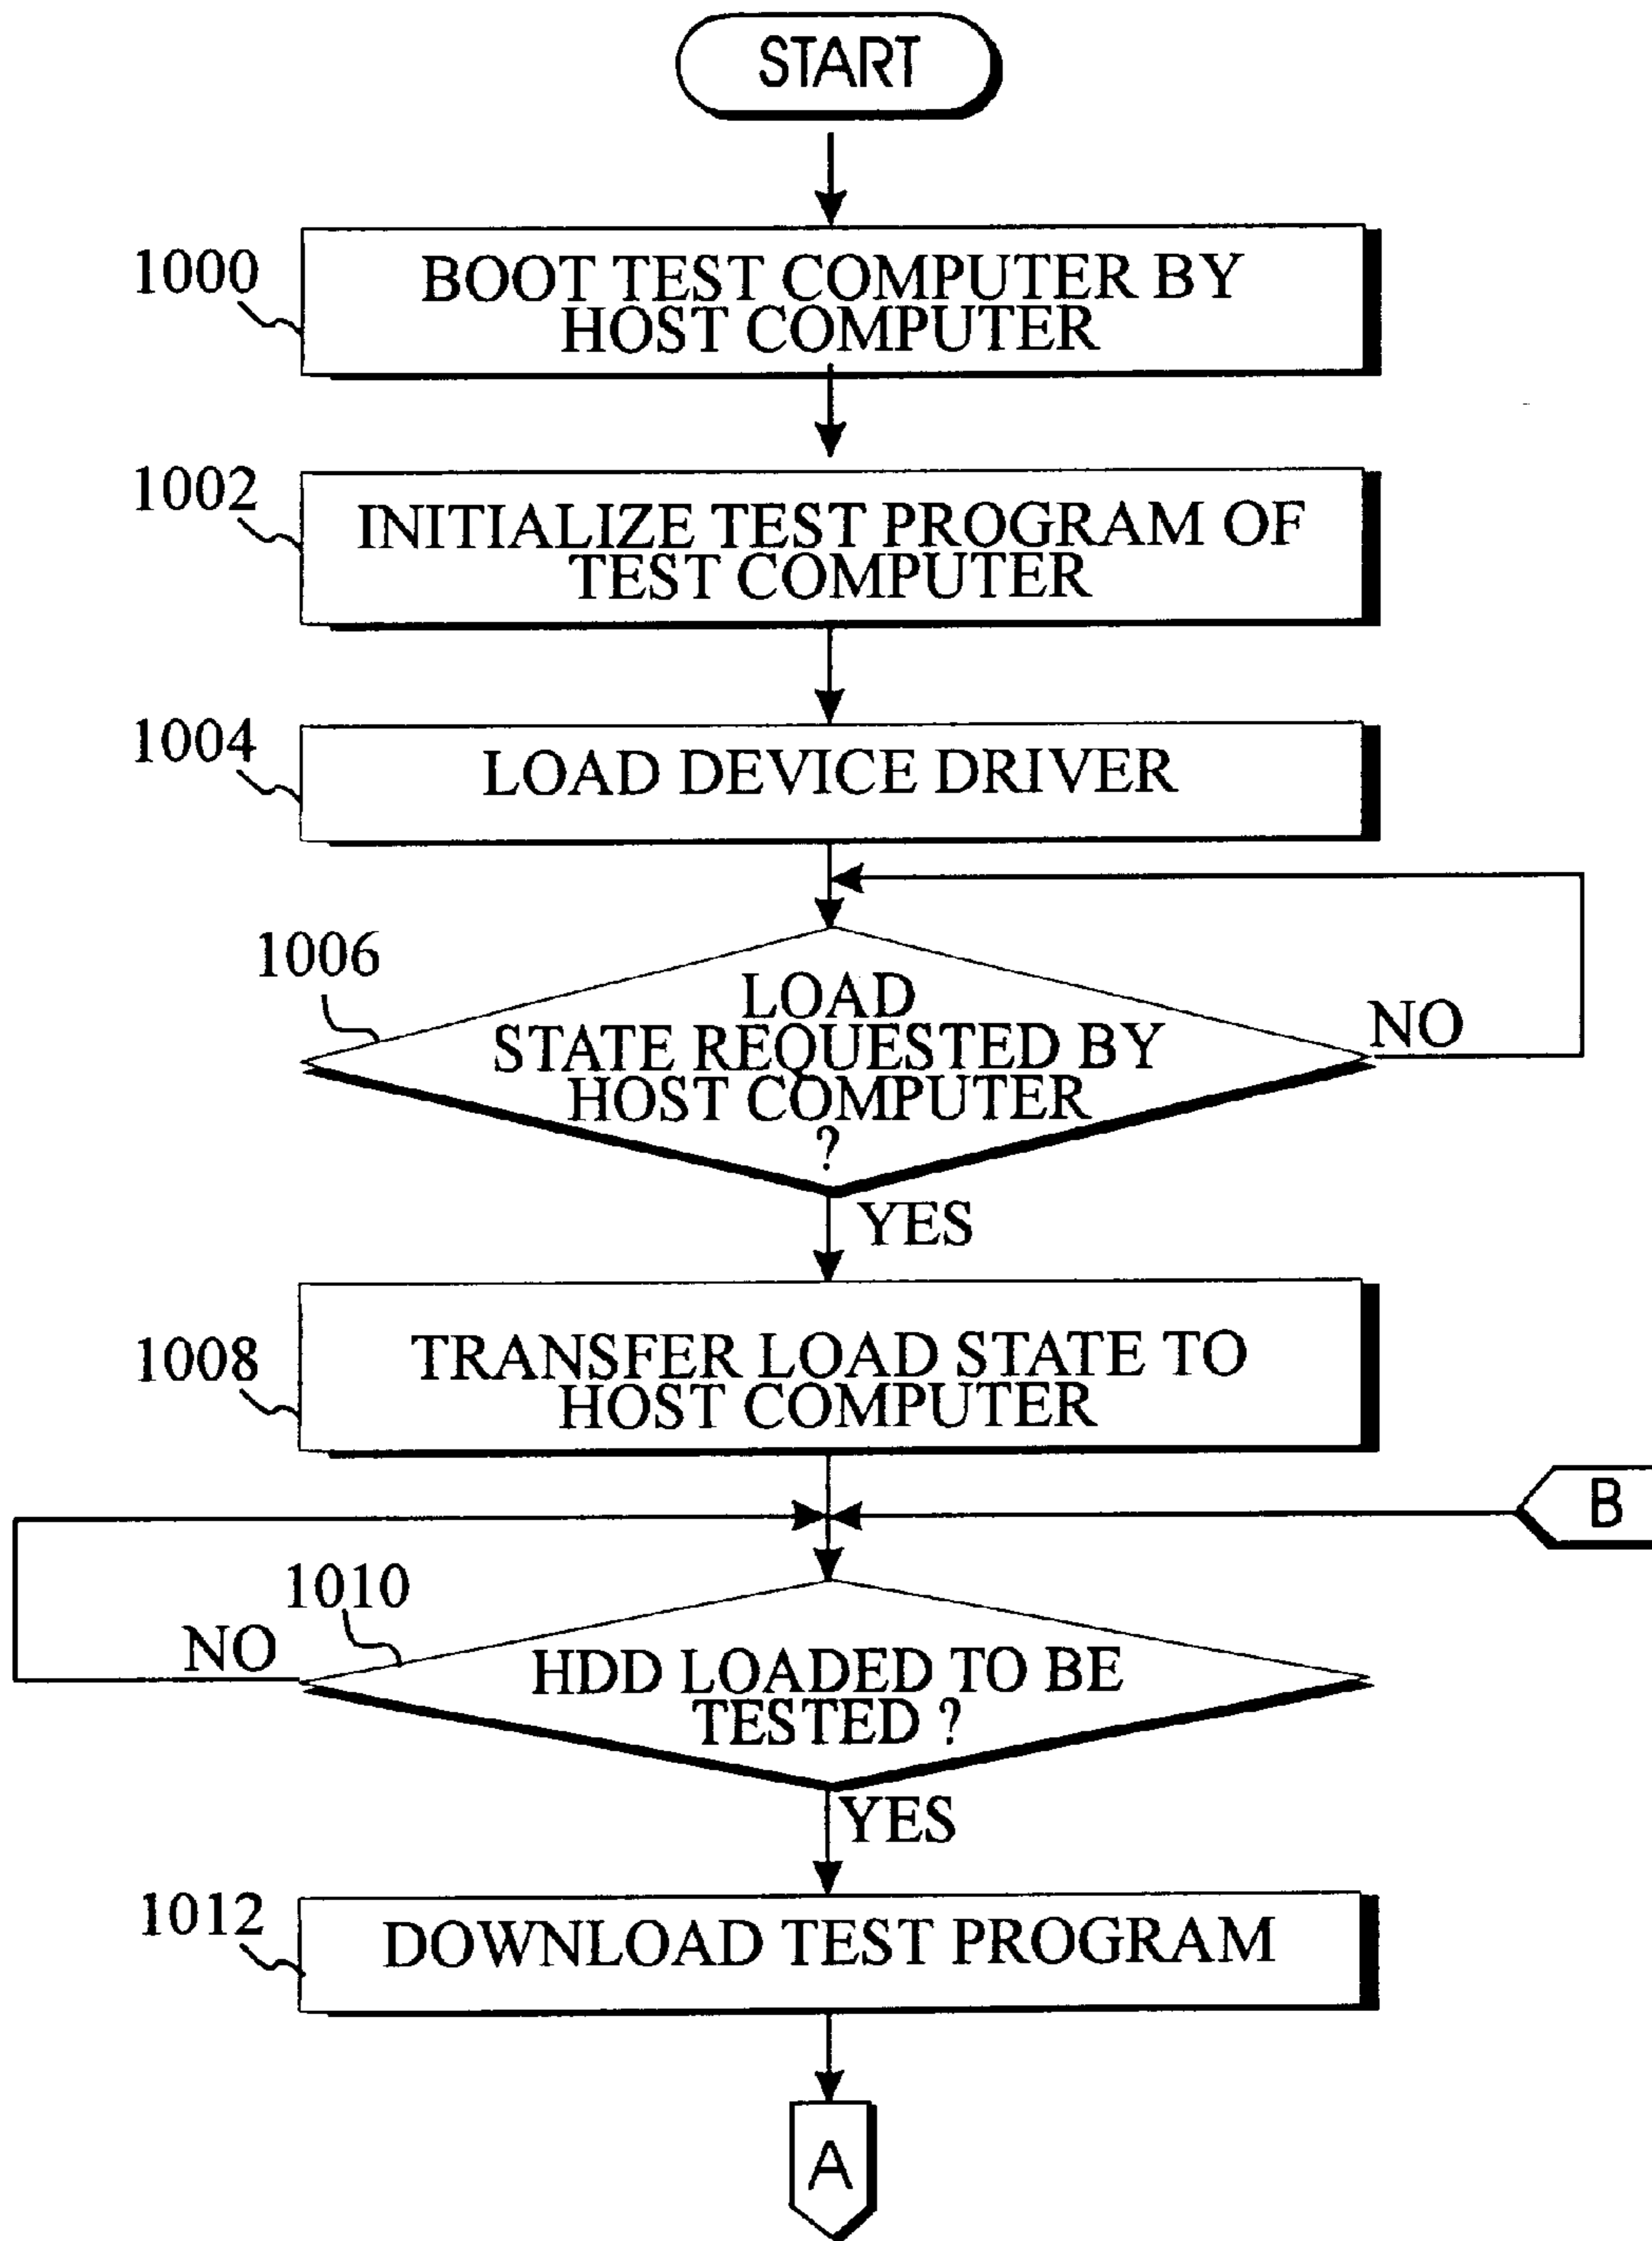 START
1000
BOOT TEST COMPUTER BY
HOST COMPUTER
1002
INITIALIZE TEST PROGRAM OF
TEST COMPUTER
1004
LOAD DEVICE DRIVER
1006
LOAD
STATE REQUESTED BY
HOST COMPUTER
?
NO
YES
1008
TRANSFER LOAD STATE TO
HOST COMPUTER
B
1010
NO
HDD LOADED TO BE
TESTED ?
YES
1012
DOWNLOAD TEST PROGRAM
A